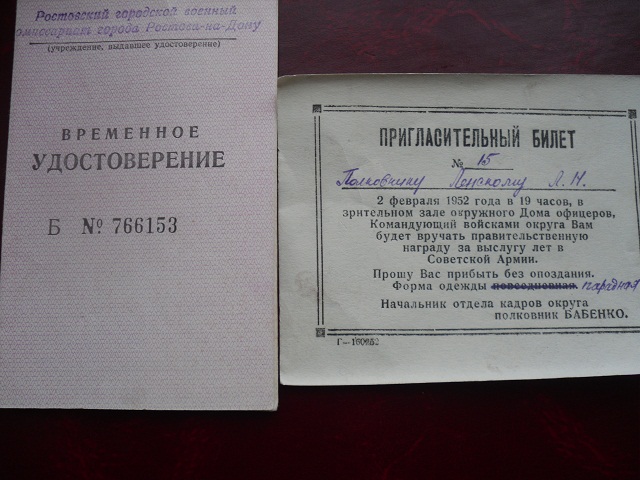 Ростовский городской военный
комиссариат города Ростова-на-Дону
(учреждение, выдавшее удостоверение)
ВРЕМЕННОЕ
УДОСТОВЕРЕНИЕ
Б № 766153
ПРИГЛАСИТЕЛЬНЫЙ БИЛЕТ
№ 15
Полковнику Ленскому Л. Н.
2 февраля 1952 года в 19 часов, в
зрительном зале окружного Дома офицеров,
Командующий войсками округа Вам
будет вручать правительственную
награду за выслугу лет в
Советской Армии.
Прошу Вас прибыть без опоздания.
Форма одежды повседневная парадная
Начальник отдела кадров округа
полковник БАБЕНКО.
Г—160652